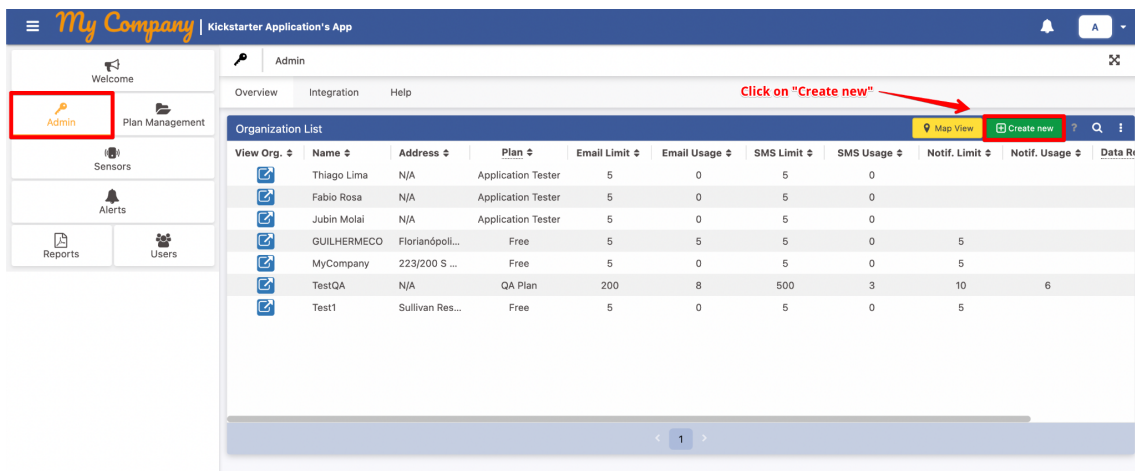 My Company | Kickstarter Application's App
A
Welcome
Admin
Plan Management
Sensors
Alerts
Reports
Users
Admin
Overview Integration Help
Click on "Create new"
Organization List
Map View
Create new
?
View Org. Name Address Plan Email Limit Email Usage SMS Limit SMS Usage Notif. Limit Notif. Usage Data Re
Thiago Lima N/A Application Tester 5 0 5 0
Fabio Rosa N/A Application Tester 5 0 5 0
Jubin Molai N/A Application Tester 5 0 5 0
GUILHERMECO Florianópoli... Free 5 5 5 0 5
MyCompany 223/200 S ... Free 5 0 5 0 5
TestQA N/A QA Plan 200 8 500 3 10 6
Test1 Sullivan Res... Free 5 0 5 0 5
< 1 >